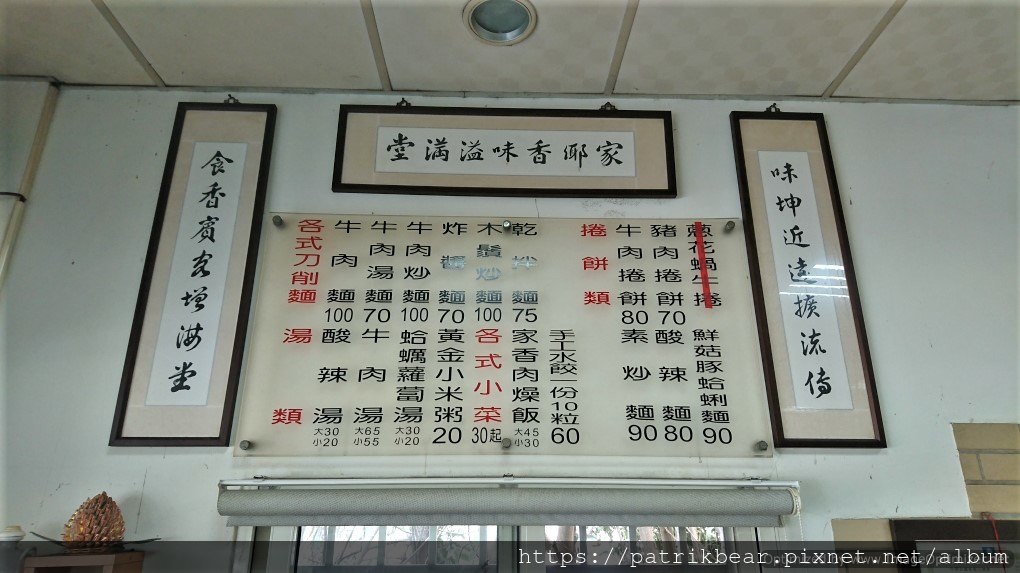 家鄉香味溢滿堂
味坤近遠擴流傳
食香賓客增滿堂
各式刀削麵
牛肉麵 100
牛肉湯麵 70
牛肉炒麵 100
炸醬麵 70
木鬚炒麵 100
乾拌麵 75
捲餅類
牛肉捲餅 80
豬肉捲餅 70
蔥花蝸牛捲
湯類
酸辣湯 大30 小20
牛肉湯 大65 小55
蛤蠣蘿蔔湯 大30 小20
黃金小米粥 20
各式小菜 30起
家香肉燥飯 大45 小30
手工水餃一份10粒 60
素炒麵 90
酸辣麵 80
鮮菇豚蛤蜊麵 90
https://patrikbear.pixnet.net/album